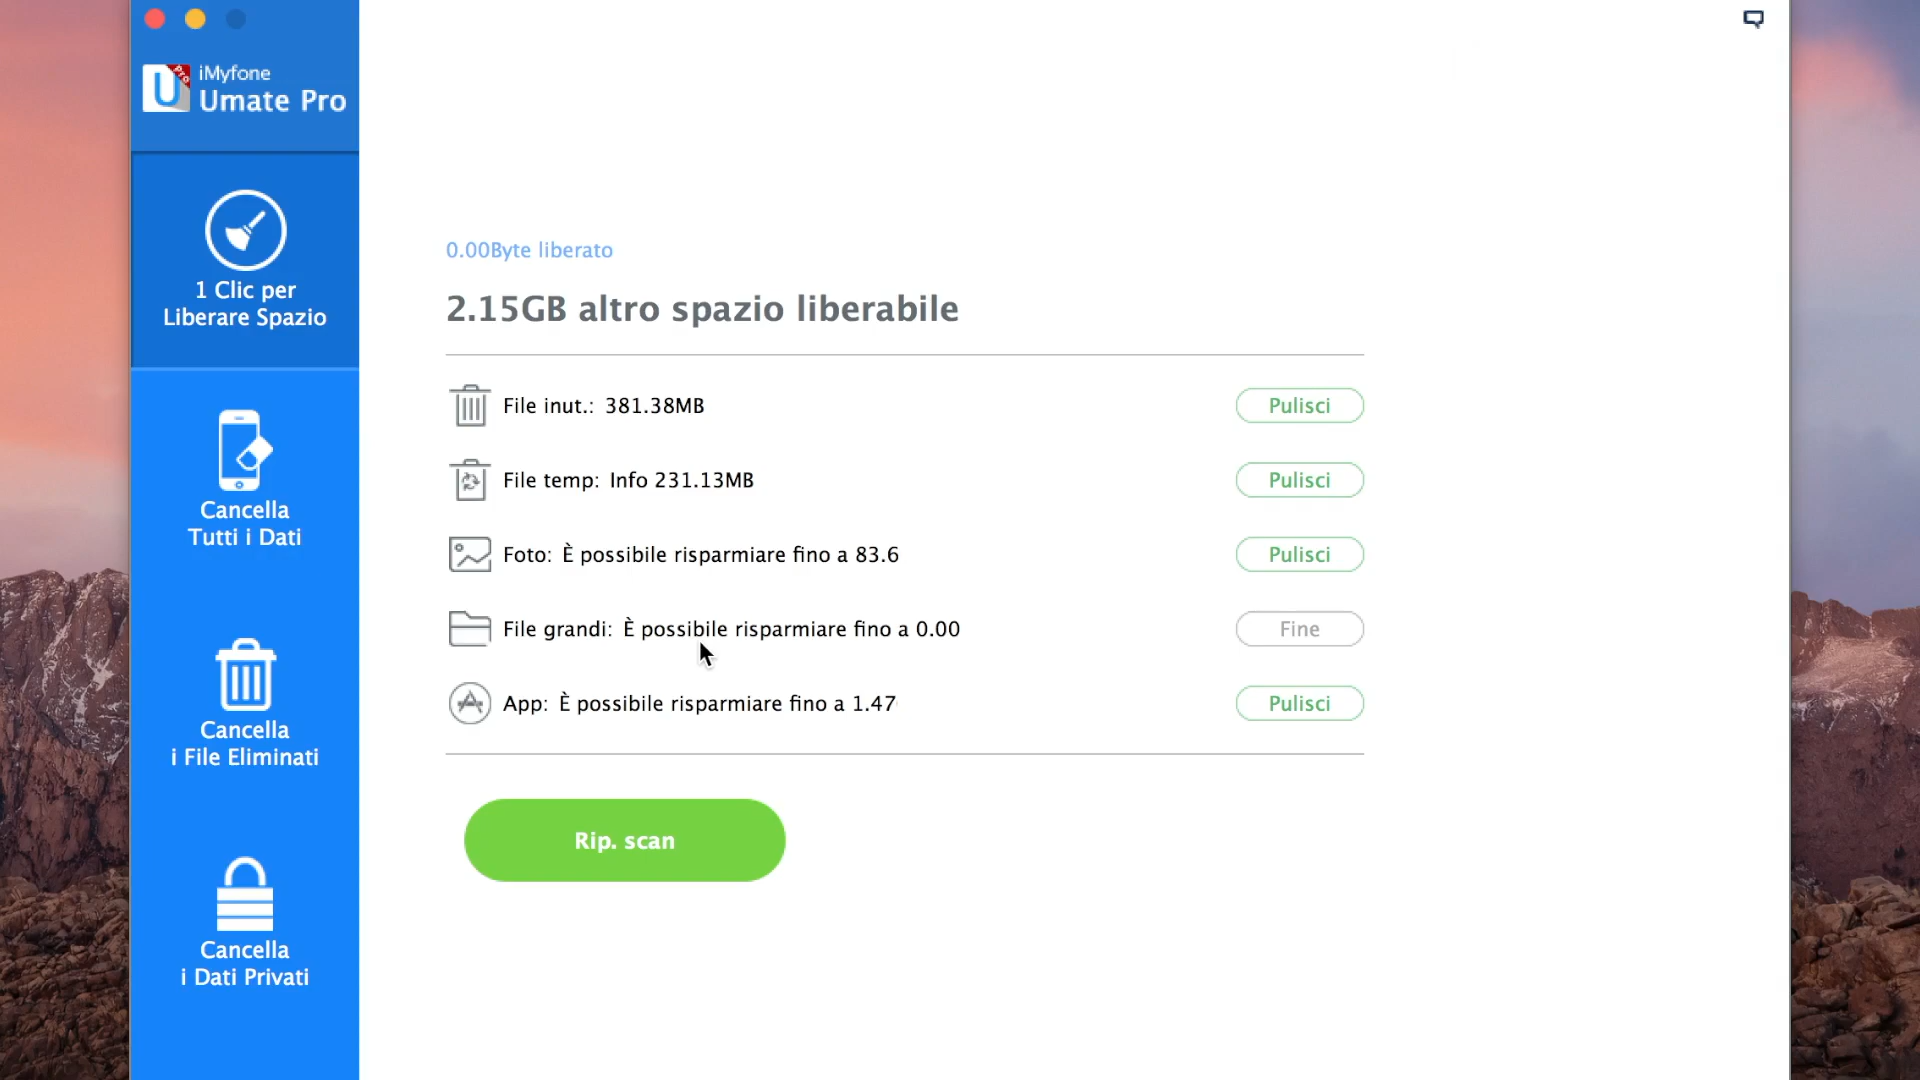 iMyfone
Umate Pro
Pro
1 Clic per
Liberare Spazio
Cancella
Tutti i Dati
Cancella
i File Eliminati
Cancella
i Dati Privati
0.00Byte liberato
2.15GB altro spazio liberabile
File inut.: 381.38MB Pulisci
File temp: Info 231.13MB Pulisci
Foto: È possibile risparmiare fino a 83.6 Pulisci
File grandi: È possibile risparmiare fino a 0.00 Fine
App: È possibile risparmiare fino a 1.47 Pulisci
Rip. scan